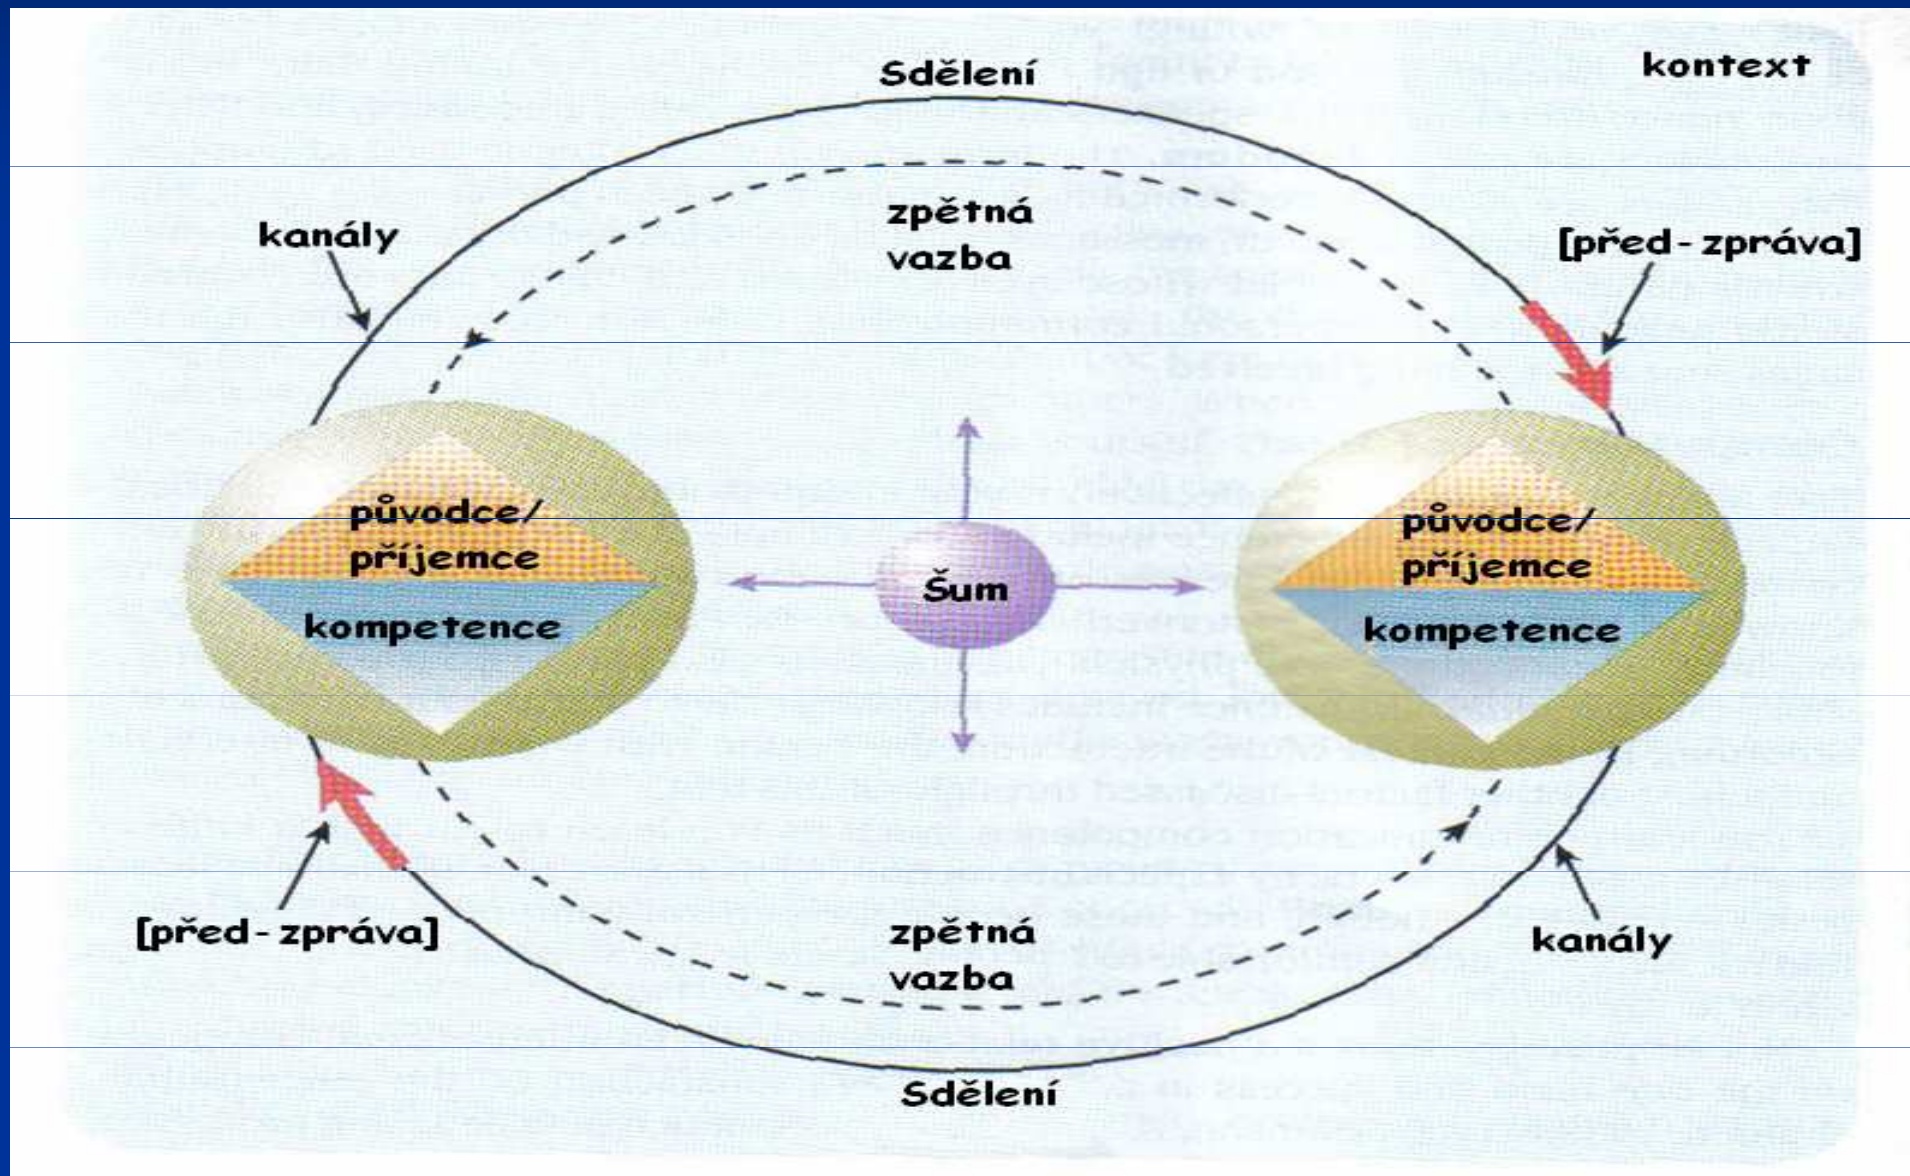 Sdělení
kontext
zpětná
vazba
kanály
[před-zpráva]
původce/
příjemce
kompetence
Šum
původce/
příjemce
kompetence
[před-zpráva]
zpětná
vazba
kanály
Sdělení